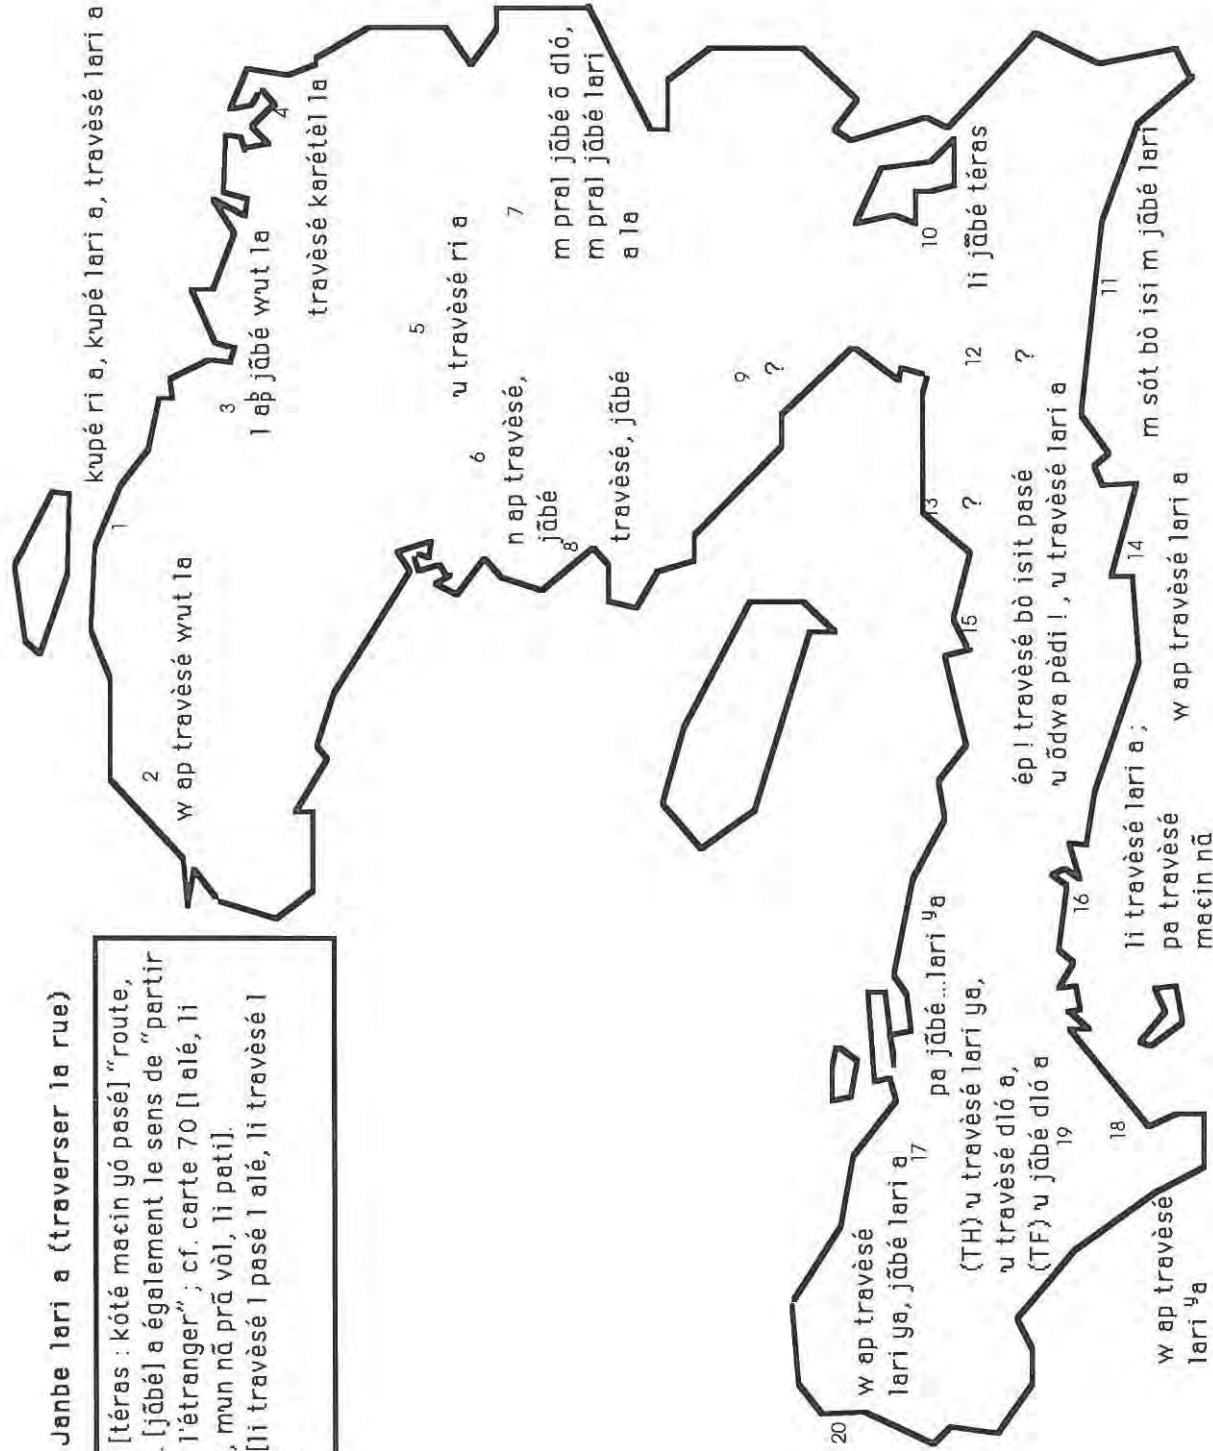 Janbe lari a (traverser la rue)
[téras : kóté maɛin yó pasé] "route,
. [jãbé] a également le sens de "partir
l'étranger" ; cf. carte 70 [l alé, li
, mun nã prã vòl, li pati].
[li travèsé l pasé l alé, li travèsé l
1
kupé ri a, kupé lari a, travèsé lari a
2
w ap travèsé wut la
3
l ap jãbé wut la
4
travèsé karétèl la
5
u travèsé ri a
6
n ap travèsé,
jãbé
7
m pral jãbé õ dló,
m pral jãbé lari
a la
8
travèsé, jãbé
9
?
10
li jãbé téras
11
m sót bò isi m jãbé lari
12
?
13
?
14
w ap travèsé lari a
15
ép ! travèsé bò isit pasé
u õdwa pèdi !, u travèsé lari a
16
li travèsé lari a ;
pa travèsé
maɛin nã
17
pa jãbé...lari ʸa
18
w ap travèsé
lari ʸa
19
(TH) u travèsé lari ya,
u travèsé dló a,
(TF) u jãbé dló a
20
w ap travèsé
lari ya, jãbé lari a